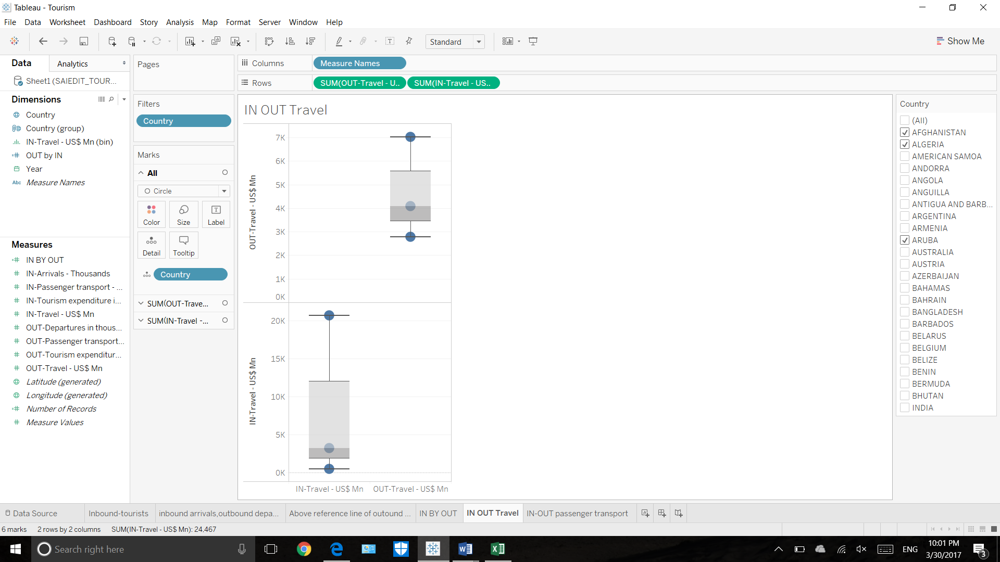 Tableau - Tourism
File Data Worksheet Dashboard Story Analysis Map Format Server Window Help
Standard
Show Me
Data
Analytics
Sheet1 (SAIEDIT_TOUR...
Dimensions
Country
Country (group)
IN-Travel - US$ Mn (bin)
OUT by IN
Year
Abc Measure Names
Measures
IN BY OUT
IN-Arrivals - Thousands
IN-Passenger transport - ...
IN-Tourism expenditure i...
IN-Travel - US$ Mn
OUT-Departures in thous...
OUT-Passenger transport...
OUT-Tourism expenditur...
OUT-Travel - US$ Mn
Latitude (generated)
Longitude (generated)
Number of Records
Measure Values
Pages
Filters
Country
Marks
All
Circle
Color Size Label
Detail Tooltip
Country
SUM(OUT-Trave...
SUM(IN-Travel -...
Columns Measure Names
Rows SUM(OUT-Travel - U.. SUM(IN-Travel - US..
IN OUT Travel
OUT-Travel - US$ Mn
7K
6K
5K
4K
3K
2K
1K
0K
IN-Travel - US$ Mn
20K
15K
10K
5K
0K
IN-Travel - US$ Mn OUT-Travel - US$ Mn
Country
(All)
AFGHANISTAN
ALGERIA
AMERICAN SAMOA
ANDORRA
ANGOLA
ANGUILLA
ANTIGUA AND BARB...
ARGENTINA
ARMENIA
ARUBA
AUSTRALIA
AUSTRIA
AZERBAIJAN
BAHAMAS
BAHRAIN
BANGLADESH
BARBADOS
BELARUS
BELGIUM
BELIZE
BENIN
BERMUDA
BHUTAN
INDIA
Data Source Inbound-tourists inbound arrivals,outbound depa... Above reference line of outound ... IN BY OUT IN OUT Travel IN-OUT passenger transport
6 marks 2 rows by 2 columns SUM(IN-Travel - US$ Mn): 24,467
Search right here
ENG
10:01 PM
3/30/2017
3